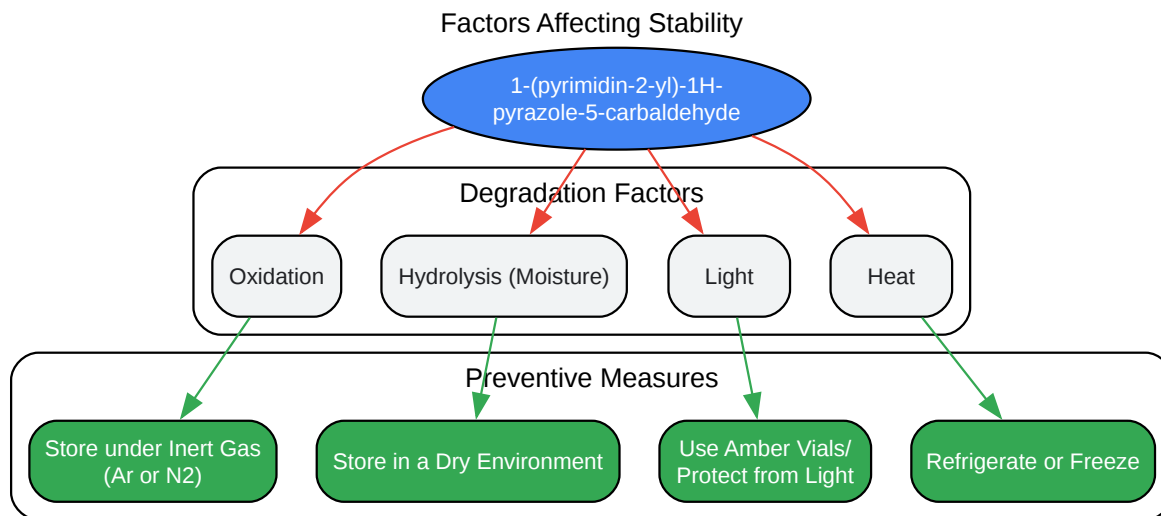 Factors Affecting Stability
1-(pyrimidin-2-yl)-1H-
pyrazole-5-carbaldehyde
Degradation Factors
Oxidation
Hydrolysis (Moisture)
Light
Heat
Preventive Measures
Store under Inert Gas
(Ar or N2)
Store in a Dry Environment
Use Amber Vials/
Protect from Light
Refrigerate or Freeze